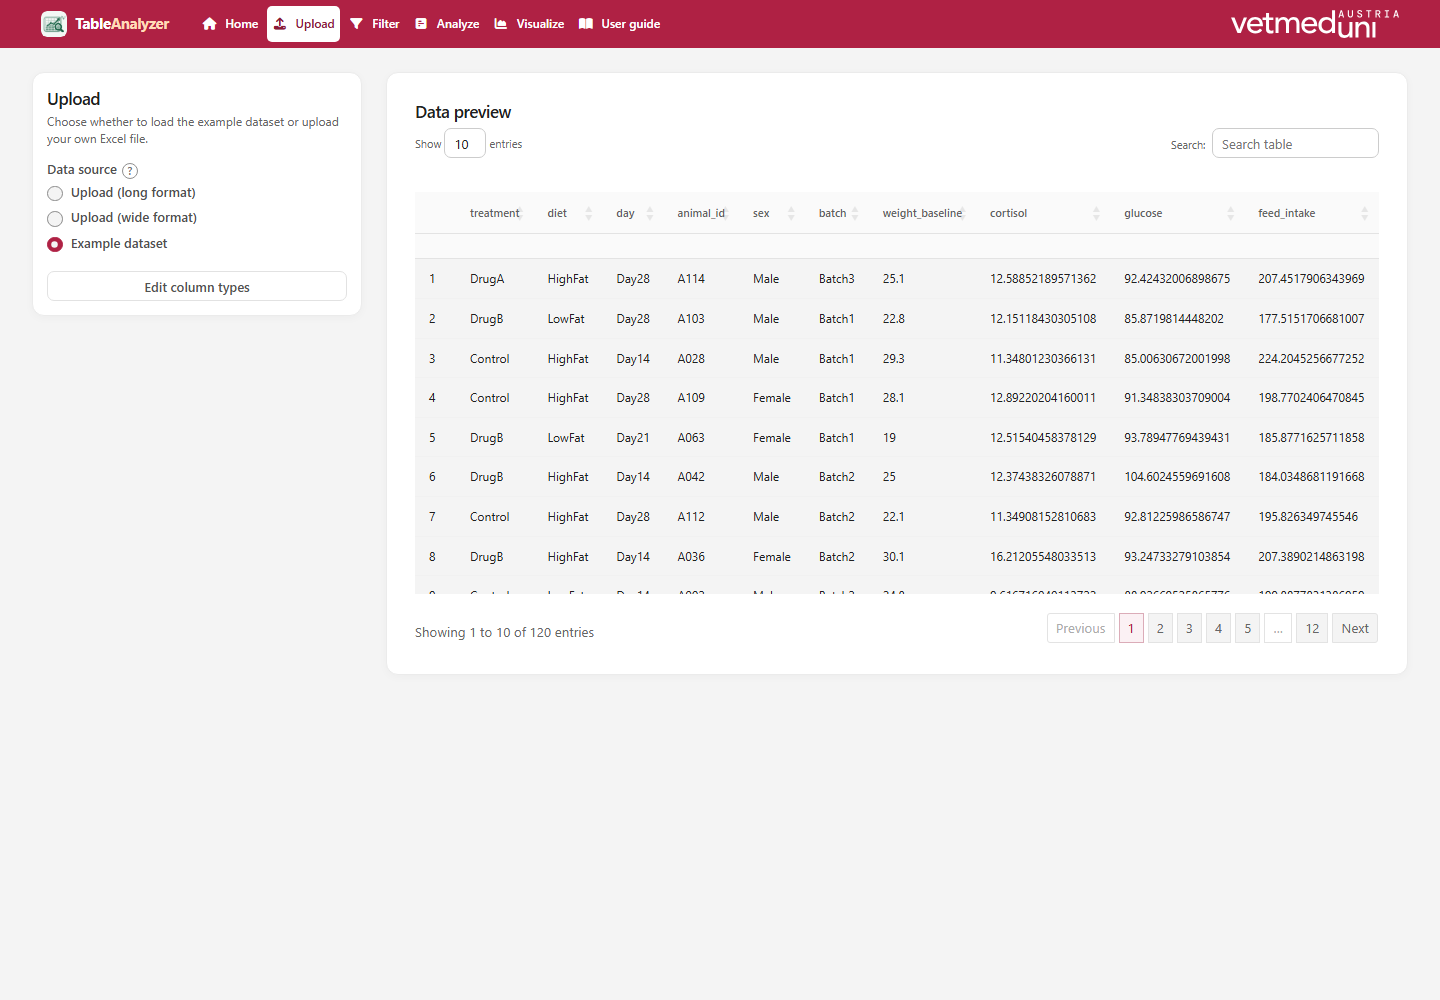 TableAnalyzer Home Upload Filter Analyze Visualize User guide vetmeduni AUSTRIA
Upload
Choose whether to load the example dataset or upload
your own Excel file.
Data source ?
Upload (long format)
Upload (wide format)
Example dataset
Edit column types
Data preview
Show 10 entries Search: Search table
treatment diet day animal_id sex batch weight_baseline cortisol glucose feed_intake
1 DrugA HighFat Day28 A114 Male Batch3 25.1 12.58852189571362 92.42432006898675 207.4517906343969
2 DrugB LowFat Day28 A103 Male Batch1 22.8 12.15118430305108 85.8719814448202 177.5151706681007
3 Control HighFat Day14 A028 Male Batch1 29.3 11.34801230366131 85.00630672001998 224.2045256677252
4 Control HighFat Day28 A109 Female Batch1 28.1 12.89220204160011 91.34838303709004 198.7702406470845
5 DrugB LowFat Day21 A063 Female Batch1 19 12.51540458378129 93.78947769439431 185.8771625711858
6 DrugB HighFat Day14 A042 Male Batch2 25 12.37438326078871 104.6024559691608 184.0348681191668
7 Control HighFat Day28 A112 Male Batch2 22.1 11.34908152810683 92.81225986586747 195.826349745546
8 DrugB HighFat Day14 A036 Female Batch2 30.1 16.21205548033513 93.24733279103854 207.3890214863198
Showing 1 to 10 of 120 entries Previous 1 2 3 4 5 ... 12 Next